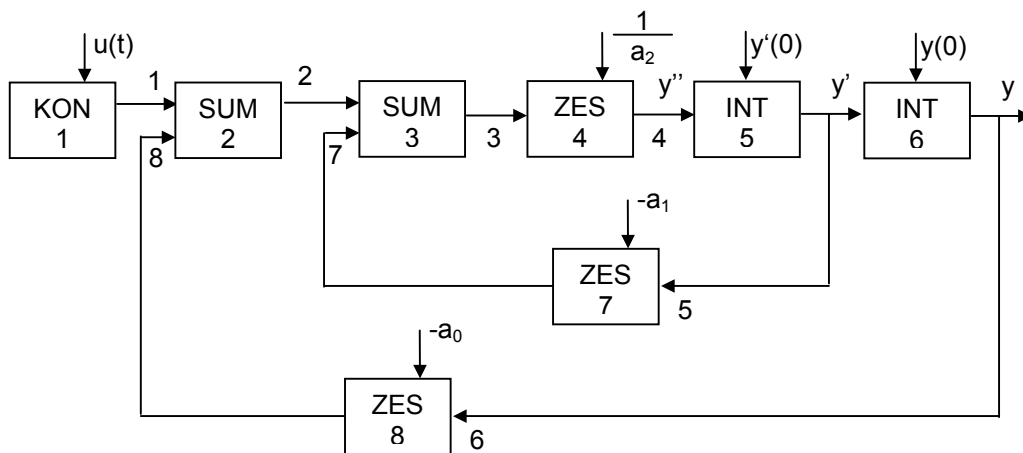 u(t)
1
a2
y‘(0)
y(0)
1
2
y''
y’
y
KON
1
SUM
2
SUM
3
ZES
4
INT
5
INT
6
8
7
3
4
-a1
ZES
7
5
-a0
ZES
8
6